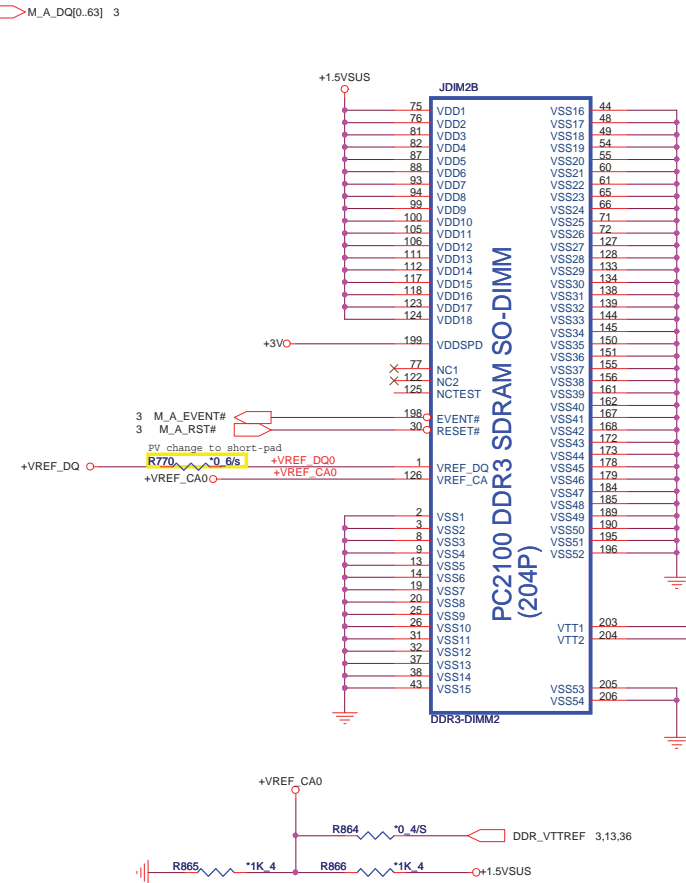 M_A_DQ[0..63] 3
+1.5VSUS
JDIM2B
75 VDD1 VSS16 44
76 VDD2 VSS17 48
81 VDD3 VSS18 49
82 VDD4 VSS19 54
87 VDD5 VSS20 55
88 VDD6 VSS21 60
93 VDD7 VSS22 61
94 VDD8 VSS23 65
99 VDD9 VSS24 66
100 VDD10 VSS25 71
105 VDD11 VSS26 72
106 VDD12 VSS27 127
111 VDD13 VSS28 128
112 VDD14 VSS29 133
117 VDD15 VSS30 134
118 VDD16 VSS31 138
123 VDD17 VSS32 139
124 VDD18 VSS33 144
VSS34 145
+3V 199 VDDSPD VSS35 150
VSS36 151
77 NC1 VSS37 155
122 NC2 VSS38 156
125 NCTEST VSS39 161
VSS40 162
3 M_A_EVENT# 198 EVENT# VSS41 167
3 M_A_RST# 30 RESET# VSS42 168
VSS43 172
PV change to short-pad
VSS44 173
+VREF_DQ R770 *0_6/s +VREF_DQ0 1 VREF_DQ VSS45 178
+VREF_CA0 +VREF_CA0 126 VREF_CA VSS46 179
VSS47 184
VSS48 185
2 VSS1 VSS49 189
3 VSS2 VSS50 190
8 VSS3 VSS51 195
9 VSS4 VSS52 196
13 VSS5
14 VSS6
19 VSS7
20 VSS8
25 VSS9
26 VSS10 VTT1 203
31 VSS11 VTT2 204
32 VSS12
37 VSS13
38 VSS14
43 VSS15 VSS53 205
VSS54 206
PC2100 DDR3 SDRAM SO-DIMM
(204P)
DDR3-DIMM2
+VREF_CA0
R864 *0_4/S DDR_VTTREF 3,13,36
R865 *1K_4 R866 *1K_4 +1.5VSUS